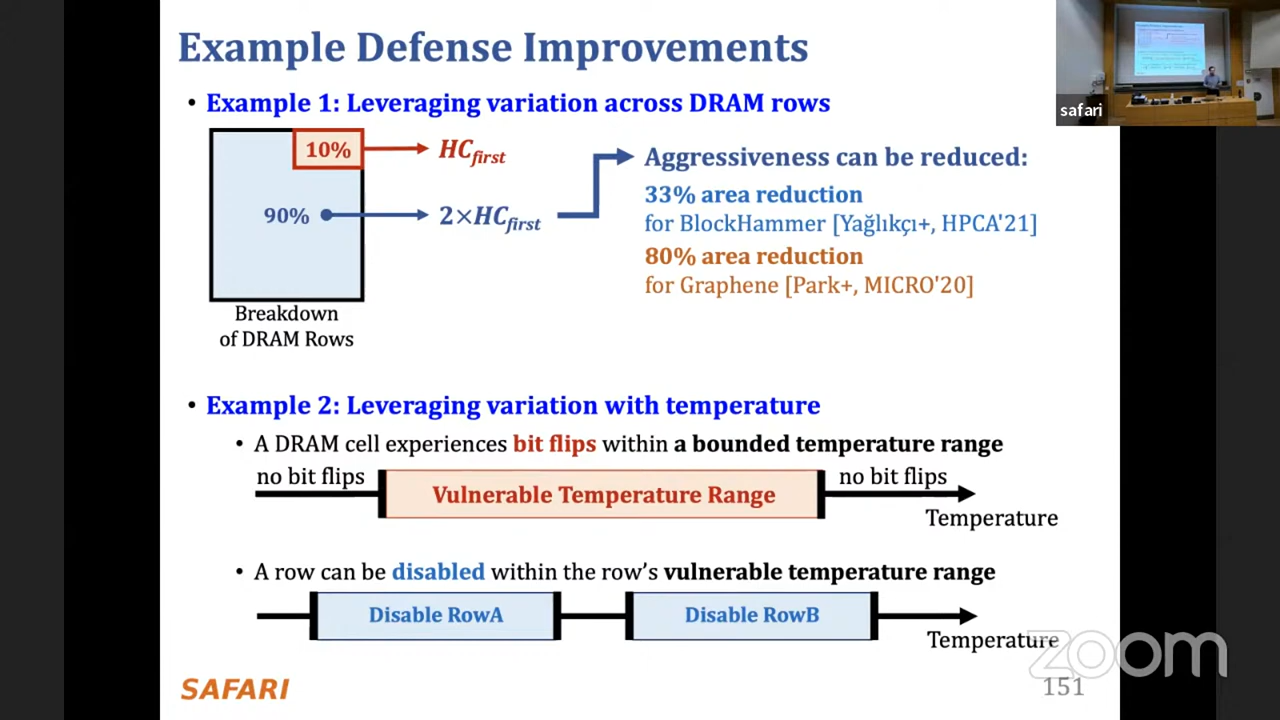 Example Defense Improvements
safari
• Example 1: Leveraging variation across DRAM rows
10%
HCfirst
90%
2×HCfirst
Aggressiveness can be reduced:
33% area reduction
for BlockHammer [Yağlıkçı+, HPCA'21]
80% area reduction
for Graphene [Park+, MICRO'20]
Breakdown
of DRAM Rows
• Example 2: Leveraging variation with temperature
• A DRAM cell experiences bit flips within a bounded temperature range
no bit flips
Vulnerable Temperature Range
no bit flips
Temperature
• A row can be disabled within the row's vulnerable temperature range
Disable RowA
Disable RowB
Temperature
zoom
SAFARI
151